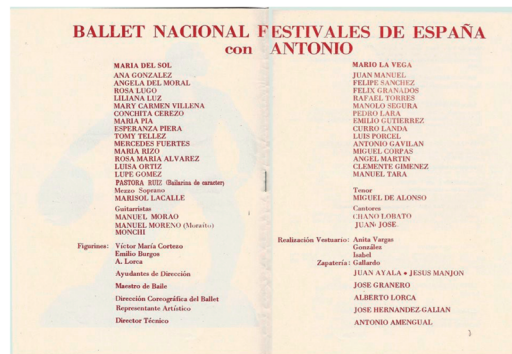 BALLET NACIONAL FESTIVALES DE ESPAÑA
con ANTONIO
MARIA DEL SOL
ANA GONZALEZ
ANGELA DEL MORAL
ROSA LUGO
LILIANA LUZ
MARY CARMEN VILLENA
CONCHITA CEREZO
MARIA PIA
ESPERANZA PIERA
TOMY TELLEZ
MERCEDES FUERTES
MARIA RIZO
ROSA MARIA ALVAREZ
LUISA ORTIZ
LUPE GOMEZ
PASTORA RUIZ (Bailarina de caracter)
Mezzo Soprano
MARISOL LACALLE
Guitarristas
MANUEL MORAO
MANUEL MORENO (Moraito)
MONCHI
Figurines: Víctor María Cortezo
Emilio Burgos
A. Lorca
Ayudantes de Dirección
Maestro de Baile
Dirección Coreográfica del Ballet
Representante Artístico
Director Técnico
MARIO LA VEGA
JUAN MANUEL
FELIPE SANCHEZ
FELIX GRANADOS
RAFAEL TORRES
MANOLO SEGURA
PEDRO LARA
EMILIO GUTIERREZ
CURRO LANDA
LUIS PORCEL
ANTONIO GAVILAN
MIGUEL CORPAS
ANGEL MARTIN
CLEMENTE GIMENEZ
MANUEL TARA
Tenor
MIGUEL DE ALONSO
Cantores
CHANO LOBATO
JUAN JOSE
Realización Vestuario: Anita Vargas
González
Isabel
Zapatería: Gallardo
JUAN AYALA • JESUS MANJON
JOSE GRANERO
ALBERTO LORCA
JOSE HERNANDEZ-GALIAN
ANTONIO AMENGUAL